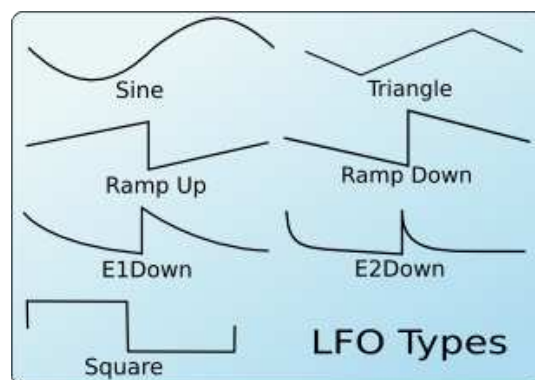 Sine
Triangle
Ramp Up
Ramp Down
E1Down
E2Down
Square
LFO Types